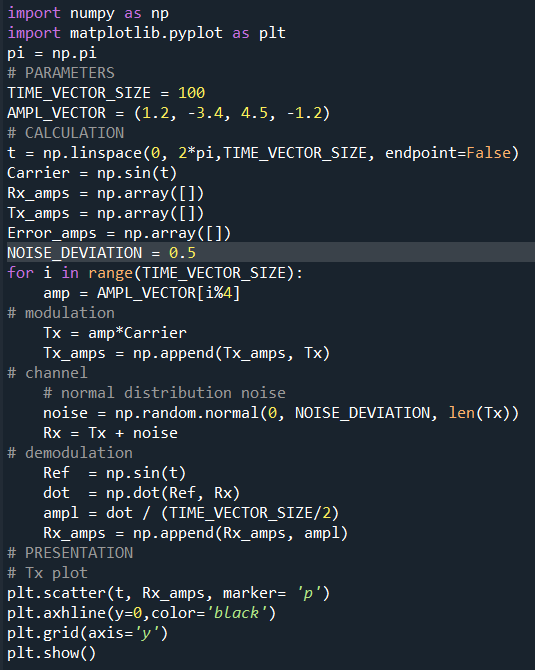 import numpy as np
import matplotlib.pyplot as plt
pi = np.pi
# PARAMETERS
TIME_VECTOR_SIZE = 100
AMPL_VECTOR = (1.2, -3.4, 4.5, -1.2)
# CALCULATION
t = np.linspace(0, 2*pi,TIME_VECTOR_SIZE, endpoint=False)
Carrier = np.sin(t)
Rx_amps = np.array([])
Tx_amps = np.array([])
Error_amps = np.array([])
NOISE_DEVIATION = 0.5
for i in range(TIME_VECTOR_SIZE):
    amp = AMPL_VECTOR[i%4]
# modulation
    Tx = amp*Carrier
    Tx_amps = np.append(Tx_amps, Tx)
# channel
    # normal distribution noise
    noise = np.random.normal(0, NOISE_DEVIATION, len(Tx))
    Rx = Tx + noise
# demodulation
    Ref  = np.sin(t)
    dot  = np.dot(Ref, Rx)
    ampl = dot / (TIME_VECTOR_SIZE/2)
    Rx_amps = np.append(Rx_amps, ampl)
# PRESENTATION
# Tx plot
plt.scatter(t, Rx_amps, marker= 'p')
plt.axhline(y=0,color='black')
plt.grid(axis='y')
plt.show()